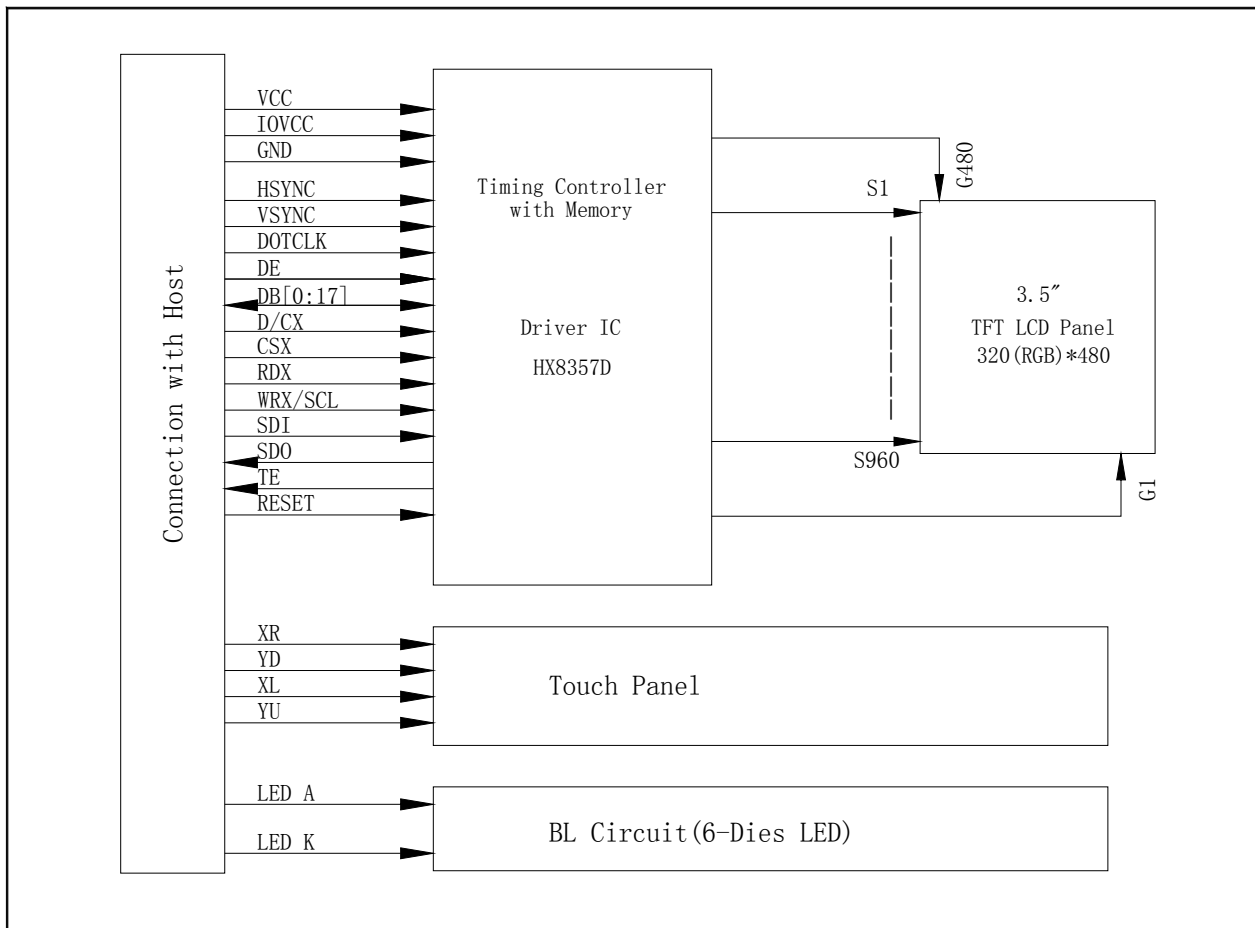 Connection with Host
VCC
IOVCC
GND
HSYNC
VSYNC
DOTCLK
DE
DB[0:17]
D/CX
CSX
RDX
WRX/SCL
SDI
SDO
TE
RESET
Timing Controller
with Memory
Driver IC
HX8357D
G480
S1
S960
G1
3.5″
TFT LCD Panel
320(RGB)*480
XR
YD
XL
YU
Touch Panel
LED A
LED K
BL Circuit(6-Dies LED)